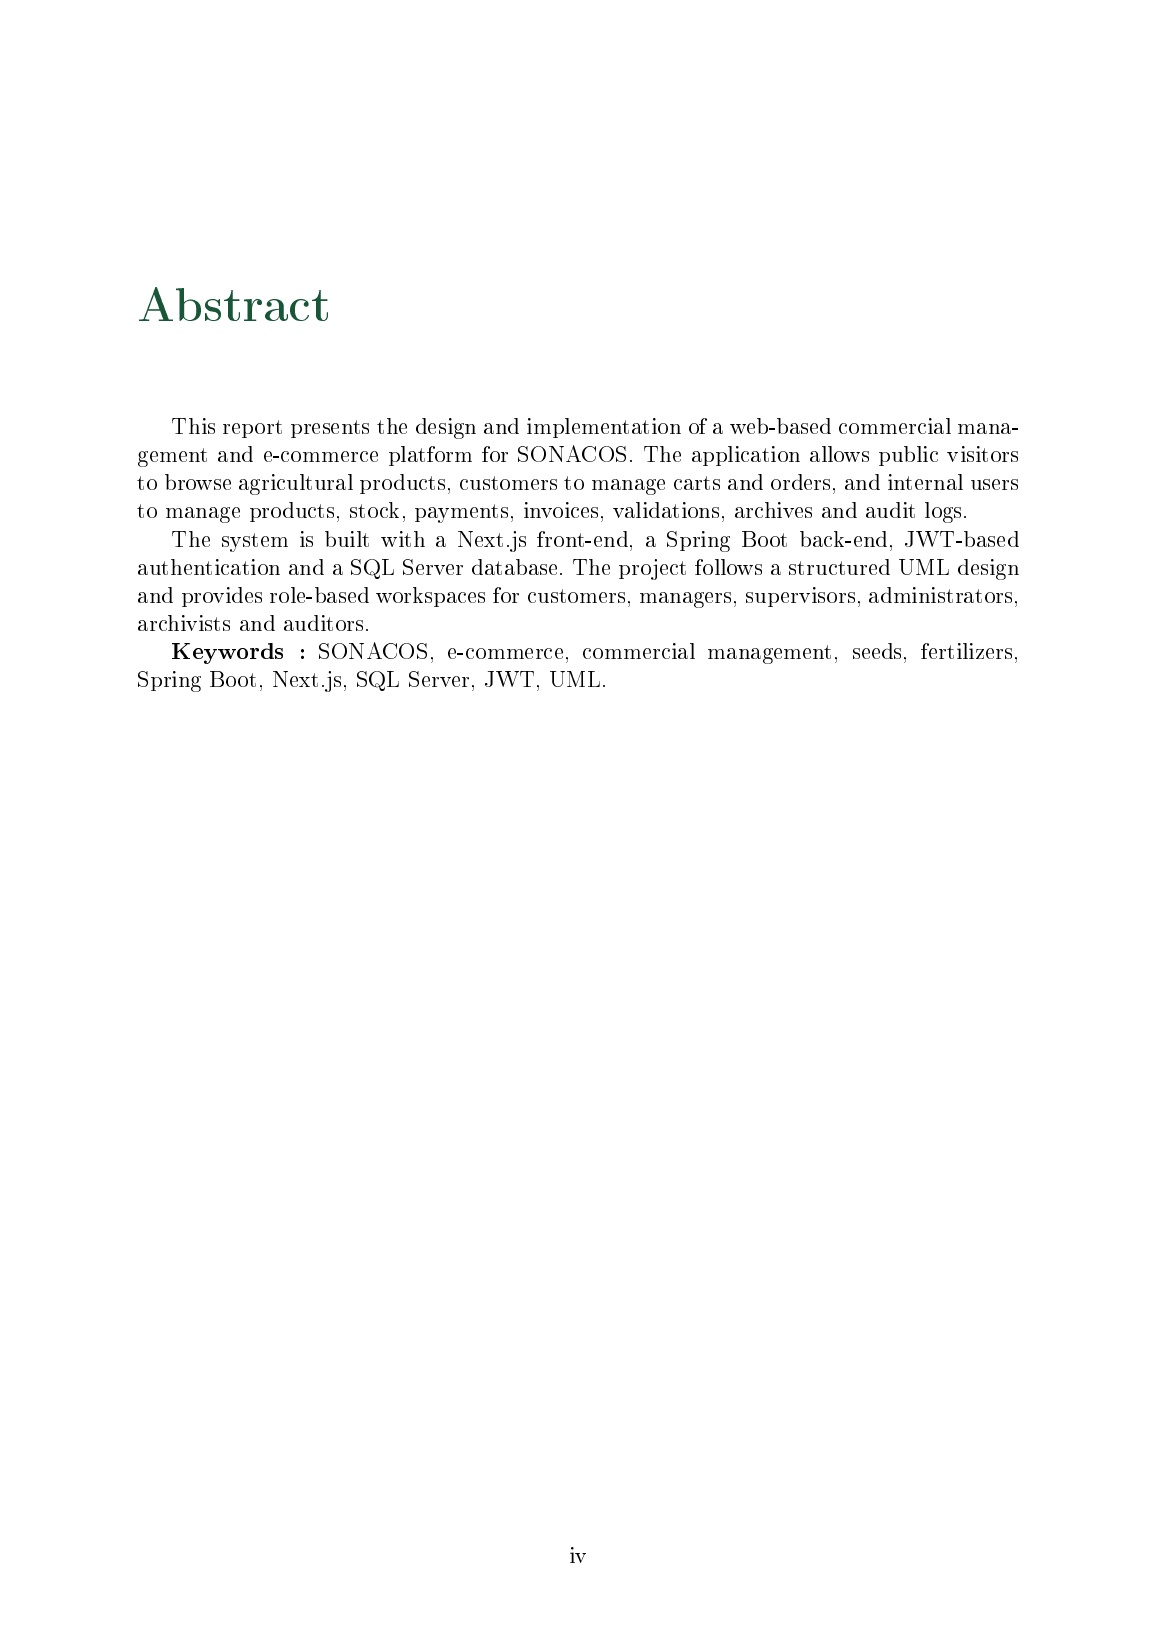 Abstract
This report presents the design and implementation of a web-based commercial mana-
gement and e-commerce platform for SONACOS. The application allows public visitors
to browse agricultural products, customers to manage carts and orders, and internal users
to manage products, stock, payments, invoices, validations, archives and audit logs.
The system is built with a Next.js front-end, a Spring Boot back-end, JWT-based
authentication and a SQL Server database. The project follows a structured UML design
and provides role-based workspaces for customers, managers, supervisors, administrators,
archivists and auditors.
Keywords : SONACOS, e-commerce, commercial management, seeds, fertilizers,
Spring Boot, Next.js, SQL Server, JWT, UML.
iv